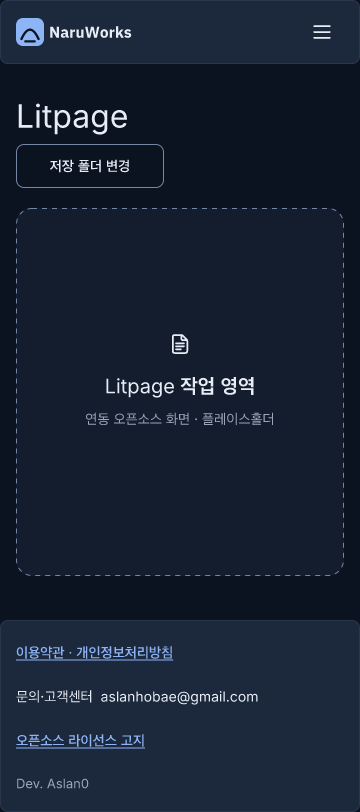 NaruWorks
Litpage
저장 폴더 변경
Litpage 작업 영역
연동 오픈소스 화면 · 플레이스홀더
이용약관 · 개인정보처리방침
문의·고객센터 aslanhobae@gmail.com
오픈소스 라이선스 고지
Dev. Aslan0